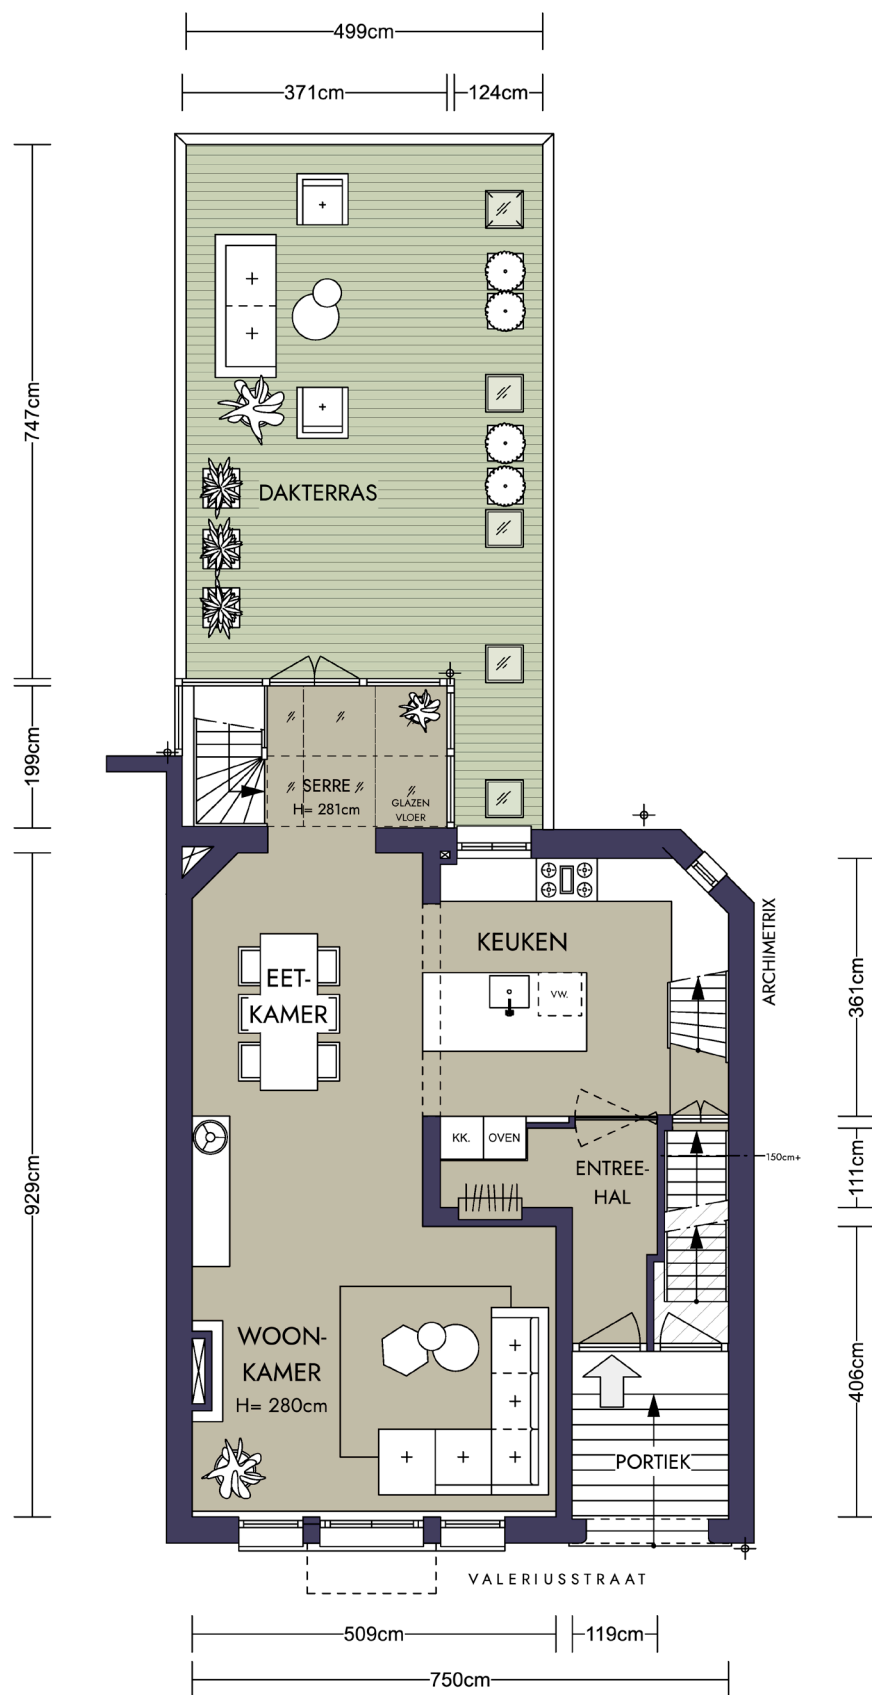 499cm
371cm
124cm
747cm
DAKTERRAS
199cm
SERRE
H= 281cm
GLAZEN
VLOER
KEUKEN
ARCHIMETRIX
EET-
KAMER
VW.
361cm
929cm
KK.
OVEN
ENTREE-
HAL
150cm+
111cm
WOON-
KAMER
H= 280cm
406cm
PORTIEK
VALERIUSSTRAAT
509cm
119cm
750cm